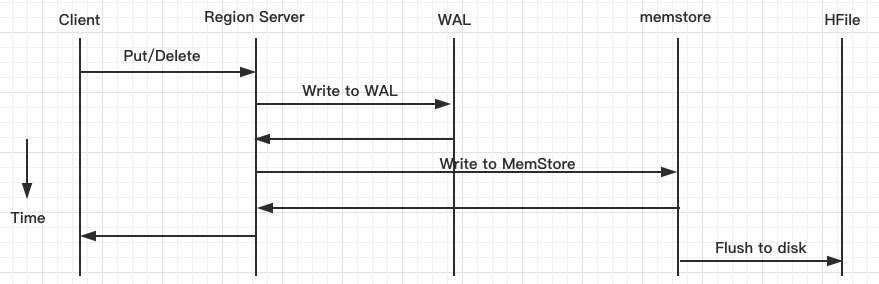 Client
Region Server
WAL
memstore
HFile
Put/Delete
Write to WAL
Write to MemStore
Time
Flush to disk